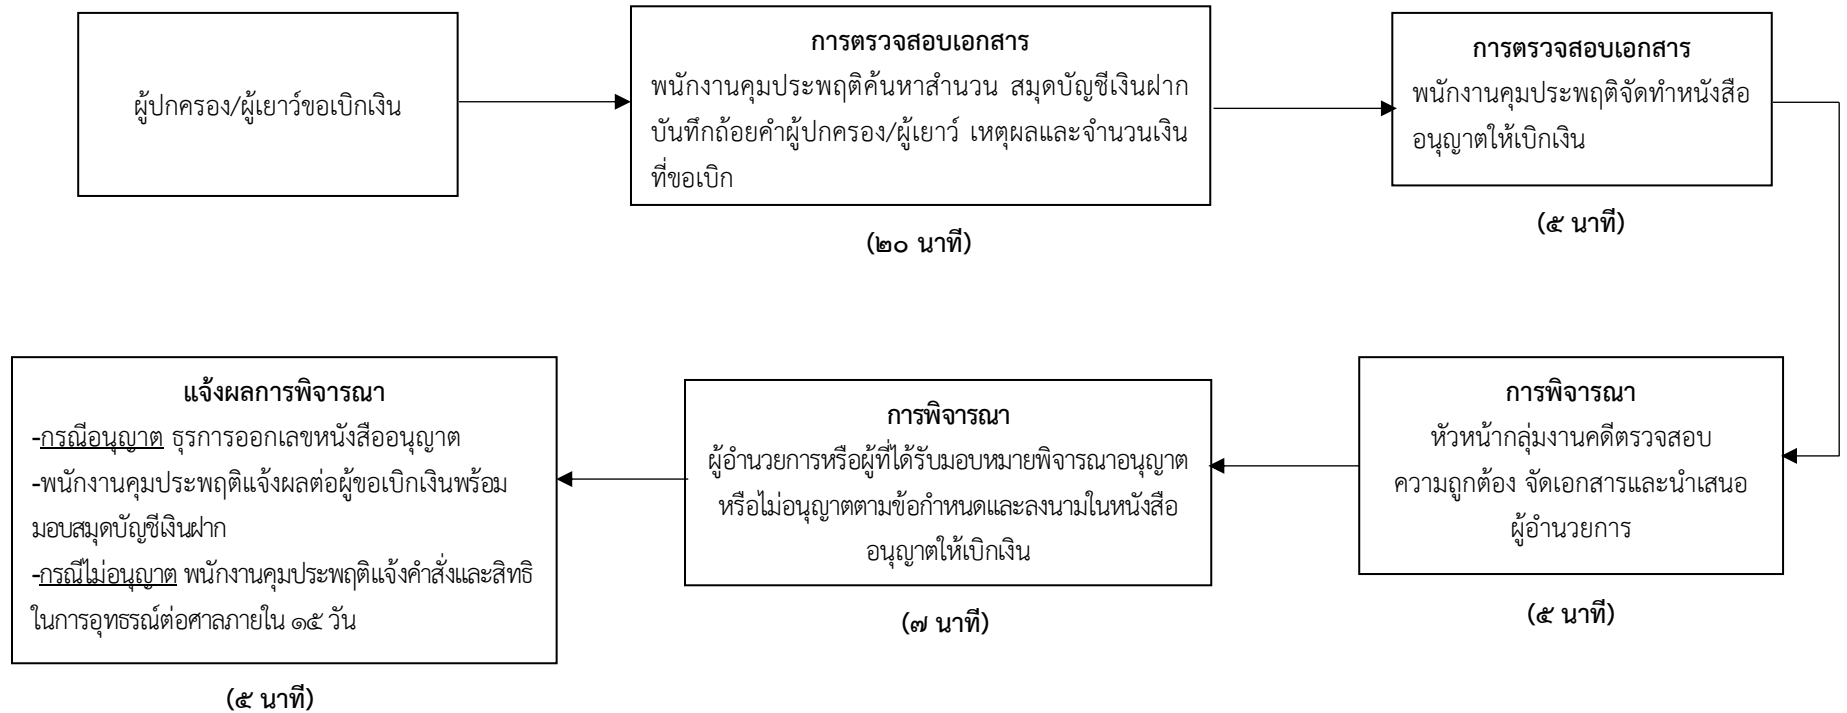 ผู้ปกครอง/ผู้เยาว์ขอเบิกเงิน
การตรวจสอบเอกสาร
พนักงานคุมประพฤติค้นหาสำนวน สมุดบัญชีเงินฝาก
บันทึกถ้อยคำผู้ปกครอง/ผู้เยาว์ เหตุผลและจำนวนเงิน
ที่ขอเบิก
(๒๐ นาที)
การตรวจสอบเอกสาร
พนักงานคุมประพฤติจัดทำหนังสือ
อนุญาตให้เบิกเงิน
(๕ นาที)
การพิจารณา
หัวหน้ากลุ่มงานคดีตรวจสอบ
ความถูกต้อง จัดเอกสารและนำเสนอ
ผู้อำนวยการ
(๕ นาที)
การพิจารณา
ผู้อำนวยการหรือผู้ที่ได้รับมอบหมายพิจารณาอนุญาต
หรือไม่อนุญาตตามข้อกำหนดและลงนามในหนังสือ
อนุญาตให้เบิกเงิน
(๗ นาที)
แจ้งผลการพิจารณา
-กรณีอนุญาต ธุรการออกเลขหนังสืออนุญาต
-พนักงานคุมประพฤติแจ้งผลต่อผู้ขอเบิกเงินพร้อม
มอบสมุดบัญชีเงินฝาก
-กรณีไม่อนุญาต พนักงานคุมประพฤติแจ้งคำสั่งและสิทธิ
ในการอุทธรณ์ต่อศาลภายใน ๑๕ วัน
(๕ นาที)